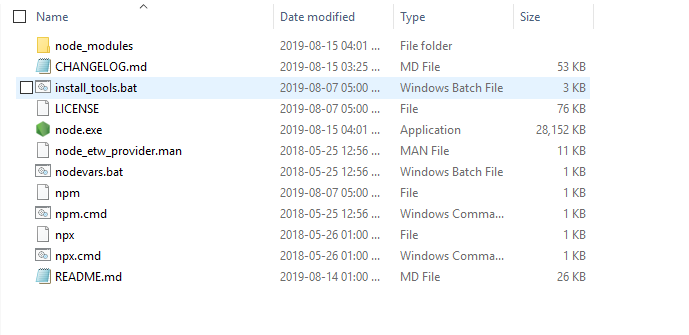 Name Date modified Type Size
node_modules 2019-08-15 04:01 ... File folder
CHANGELOG.md 2019-08-15 03:25 ... MD File 53 KB
install_tools.bat 2019-08-07 05:00 ... Windows Batch File 3 KB
LICENSE 2019-08-07 05:00 ... File 76 KB
node.exe 2019-08-15 04:01 ... Application 28,152 KB
node_etw_provider.man 2018-05-25 12:56 ... MAN File 11 KB
nodevars.bat 2018-05-25 12:56 ... Windows Batch File 1 KB
npm 2019-08-07 05:00 ... File 1 KB
npm.cmd 2018-05-25 12:56 ... Windows Comma... 1 KB
npx 2018-05-26 01:00 ... File 1 KB
npx.cmd 2018-05-26 01:00 ... Windows Comma... 1 KB
README.md 2019-08-14 01:00 ... MD File 26 KB